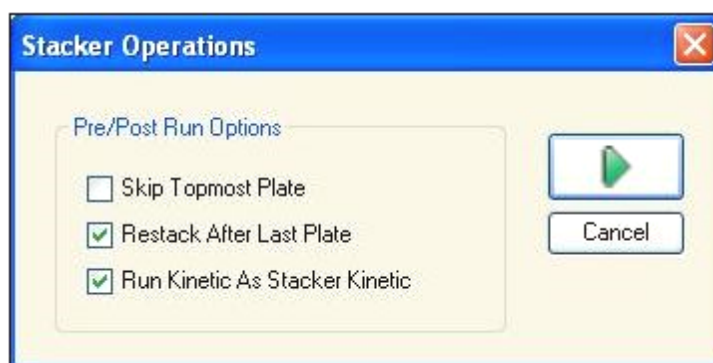 Stacker Operations
Pre/Post Run Options
Skip Topmost Plate
Restack After Last Plate
Run Kinetic As Stacker Kinetic
Cancel